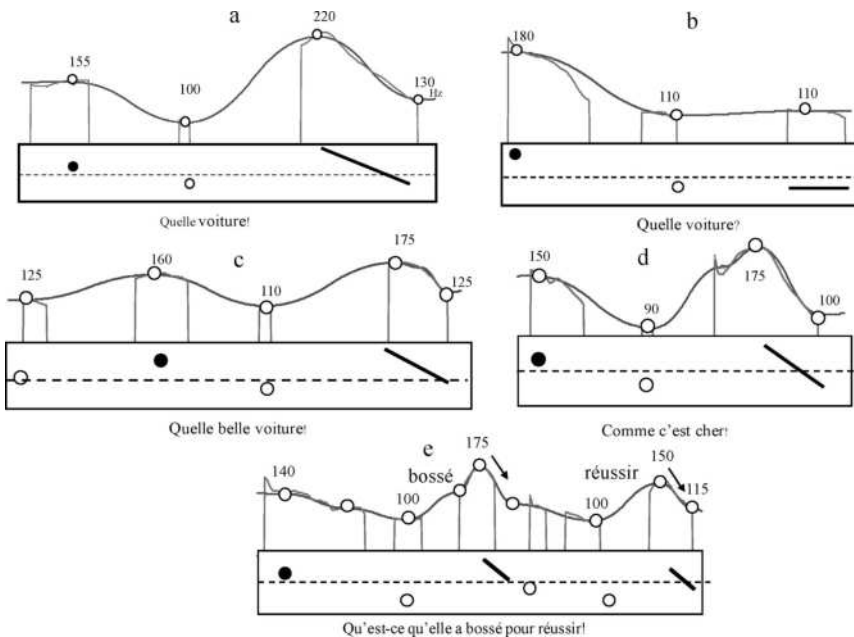 a
155
100
220
130
Hz
Quelle voiture!
b
180
110
110
Quelle voiture?
c
125
160
110
175
125
Quelle belle voiture!
d
150
90
175
100
Comme c'est cher!
e
140
100
bossé
175
réussir
100
150
115
Qu'est-ce qu'elle a bossé pour réussir!